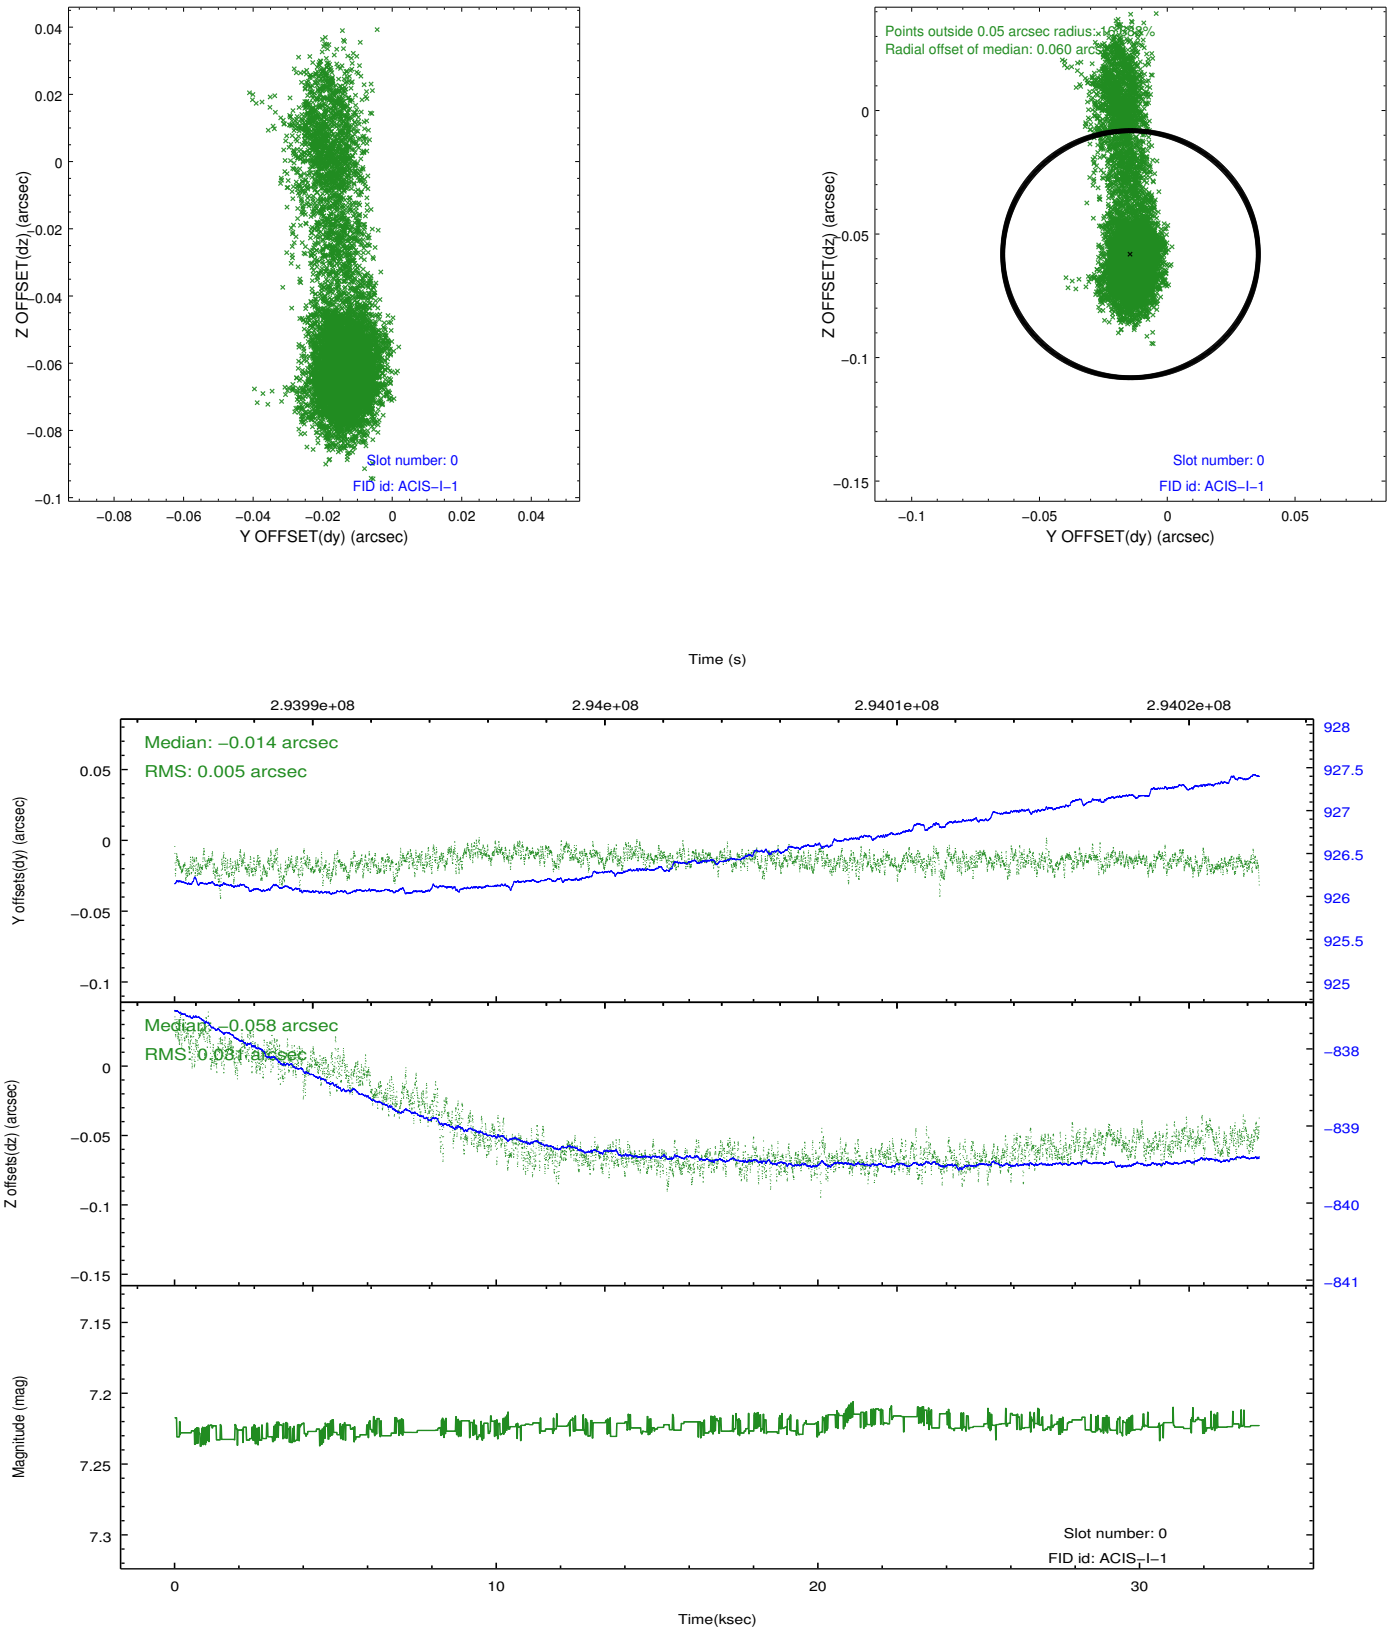 0.04
0.02
0
−0.02
−0.04
−0.06
−0.08
−0.1
Z OFFSET(dz) (arcsec)
Slot number: 0
FID id: ACIS−I−1
−0.08 −0.06 −0.04 −0.02 0 0.02 0.04
Y OFFSET(dy) (arcsec)
Points outside 0.05 arcsec radius:
Radial offset of median: 0.060
0
−0.05
−0.1
−0.15
Z OFFSET(dz) (arcsec)
Slot number: 0
FID id: ACIS−I−1
−0.1 −0.05 0 0.05
Y OFFSET(dy) (arcsec)
Time (s)
2.9399e+08 2.94e+08 2.9401e+08 2.9402e+08
Median: −0.014 arcsec
RMS: 0.005 arcsec
0.05
0
−0.05
−0.1
Y offsets(dy) (arcsec)
928
927.5
927
926.5
926
925.5
925
Median: −0.058 arcsec
RMS: 0.031 arcsec
0
−0.05
−0.1
−0.15
Z offsets(dz) (arcsec)
−838
−839
−840
−841
7.15
7.2
7.25
7.3
Magnitude (mag)
Slot number: 0
FID id: ACIS−I−1
0 10 20 30
Time(ksec)